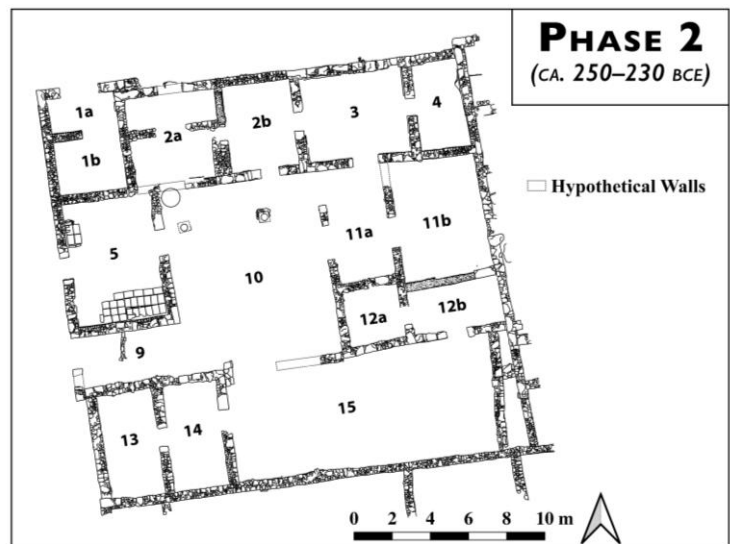 PHASE 2
(CA. 250–230 BCE)
Hypothetical Walls
1a
1b
2a
2b
3
4
5
9
10
11a
11b
12a
12b
13
14
15
0 2 4 6 8 10 m